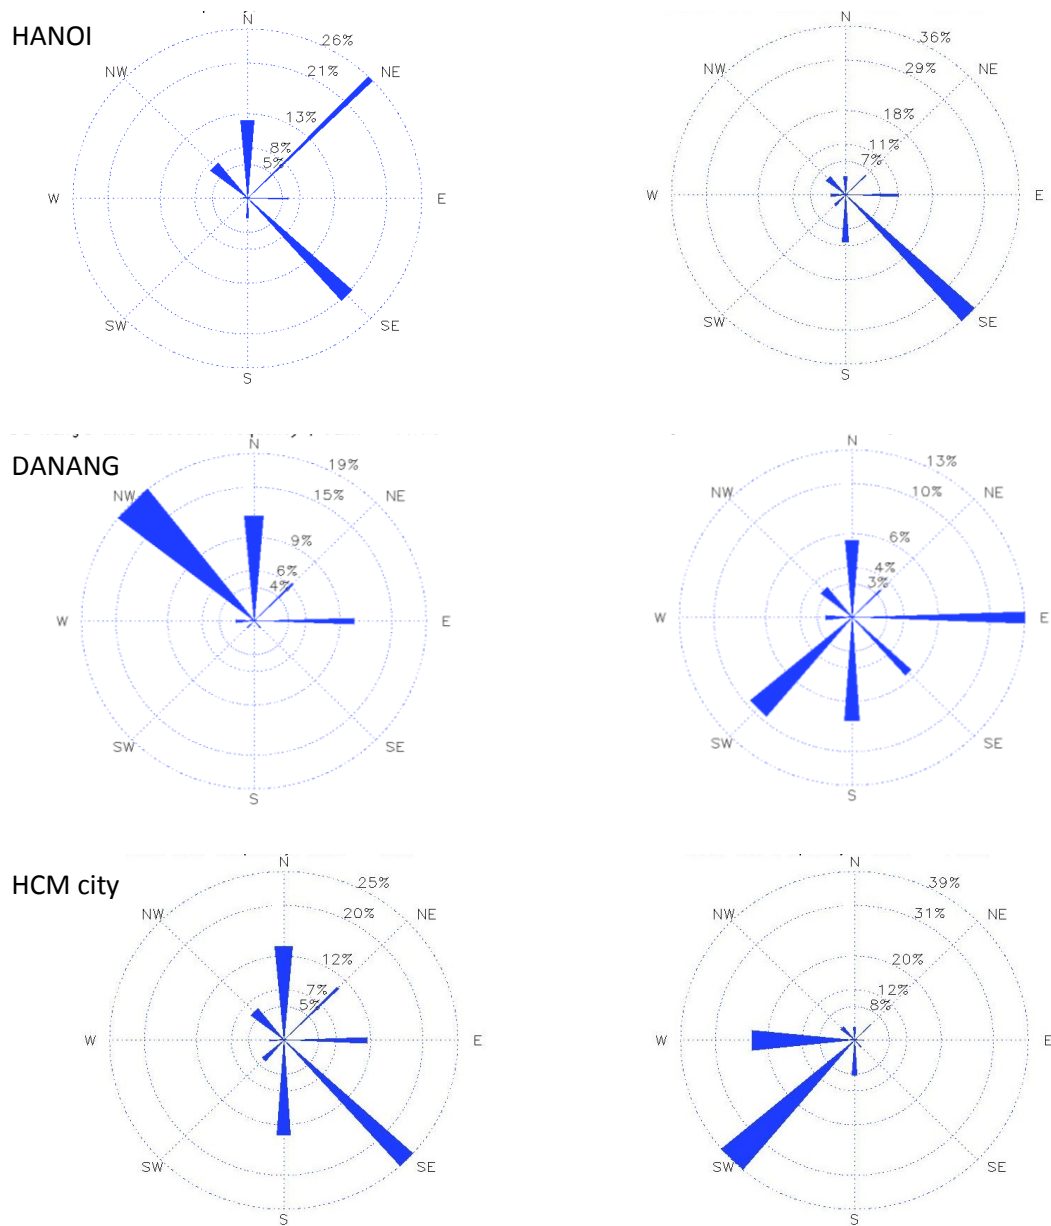 HANOI
N
26%
NE
21%
13%
8%
5%
NW
W
E
SW
SE
S
N
36%
NE
29%
18%
11%
7%
NW
W
E
SW
SE
S
DANANG
N
19%
NE
15%
9%
6%
4%
NW
W
E
SW
SE
S
N
13%
NE
10%
6%
4%
3%
NW
W
E
SW
SE
S
HCM city
N
25%
NE
20%
12%
7%
5%
NW
W
E
SW
SE
S
N
39%
NE
31%
20%
12%
8%
NW
W
E
SW
SE
S